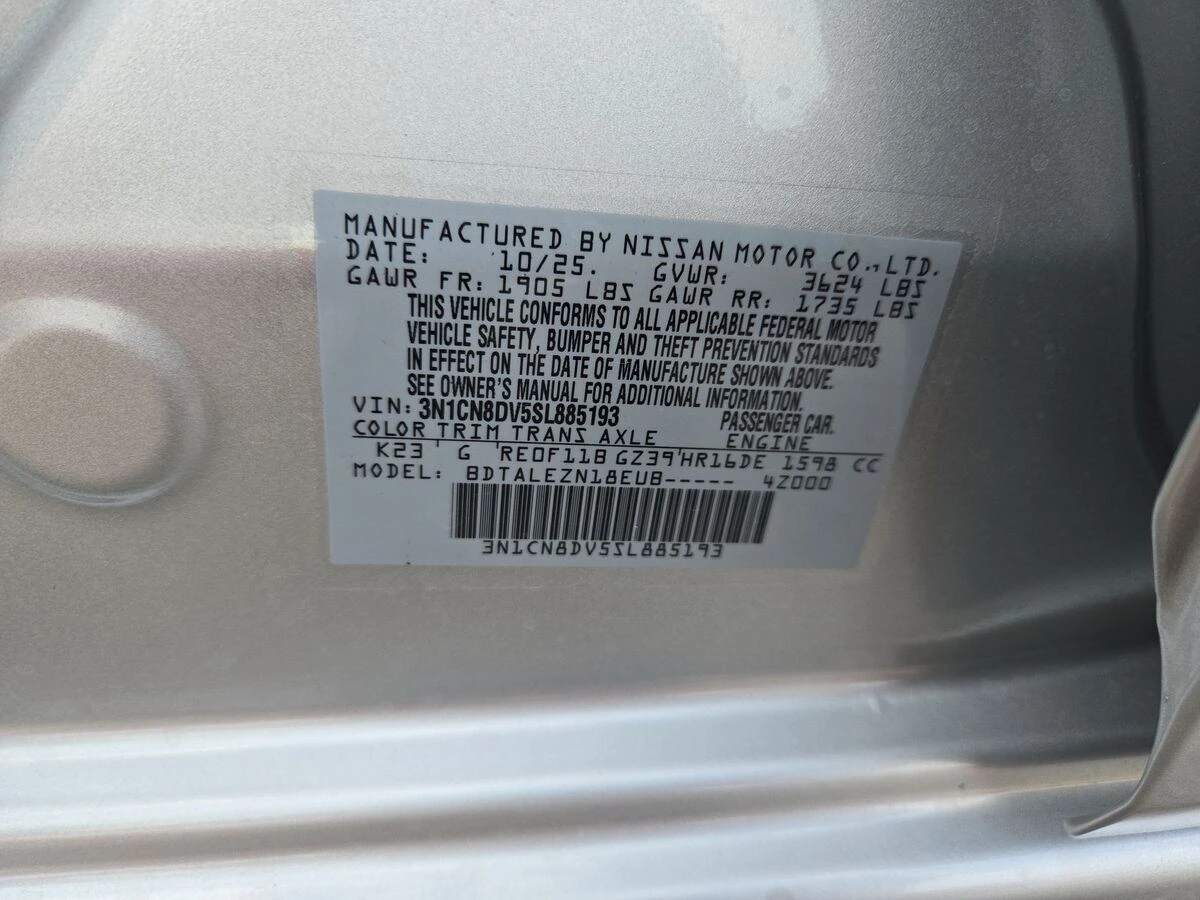 MANUFACTURED BY NISSAN MOTOR CO.,LTD.
DATE: 10/25. GVWR: 3624 LBS
GAWR FR: 1905 LBS GAWR RR: 1735 LBS
THIS VEHICLE CONFORMS TO ALL APPLICABLE FEDERAL MOTOR
VEHICLE SAFETY, BUMPER AND THEFT PREVENTION STANDARDS
IN EFFECT ON THE DATE OF MANUFACTURE SHOWN ABOVE.
SEE OWNER'S MANUAL FOR ADDITIONAL INFORMATION.
VIN: 3N1CN8DV5SL885193 PASSENGER CAR.
COLOR TRIM TRANS AXLE ENGINE
K23 ' G 'RE0F11B GZ39'HR16DE 1598 CC
MODEL: BDTALEZN18EUB----- 4Z000
3N1CN8DV5SL885193